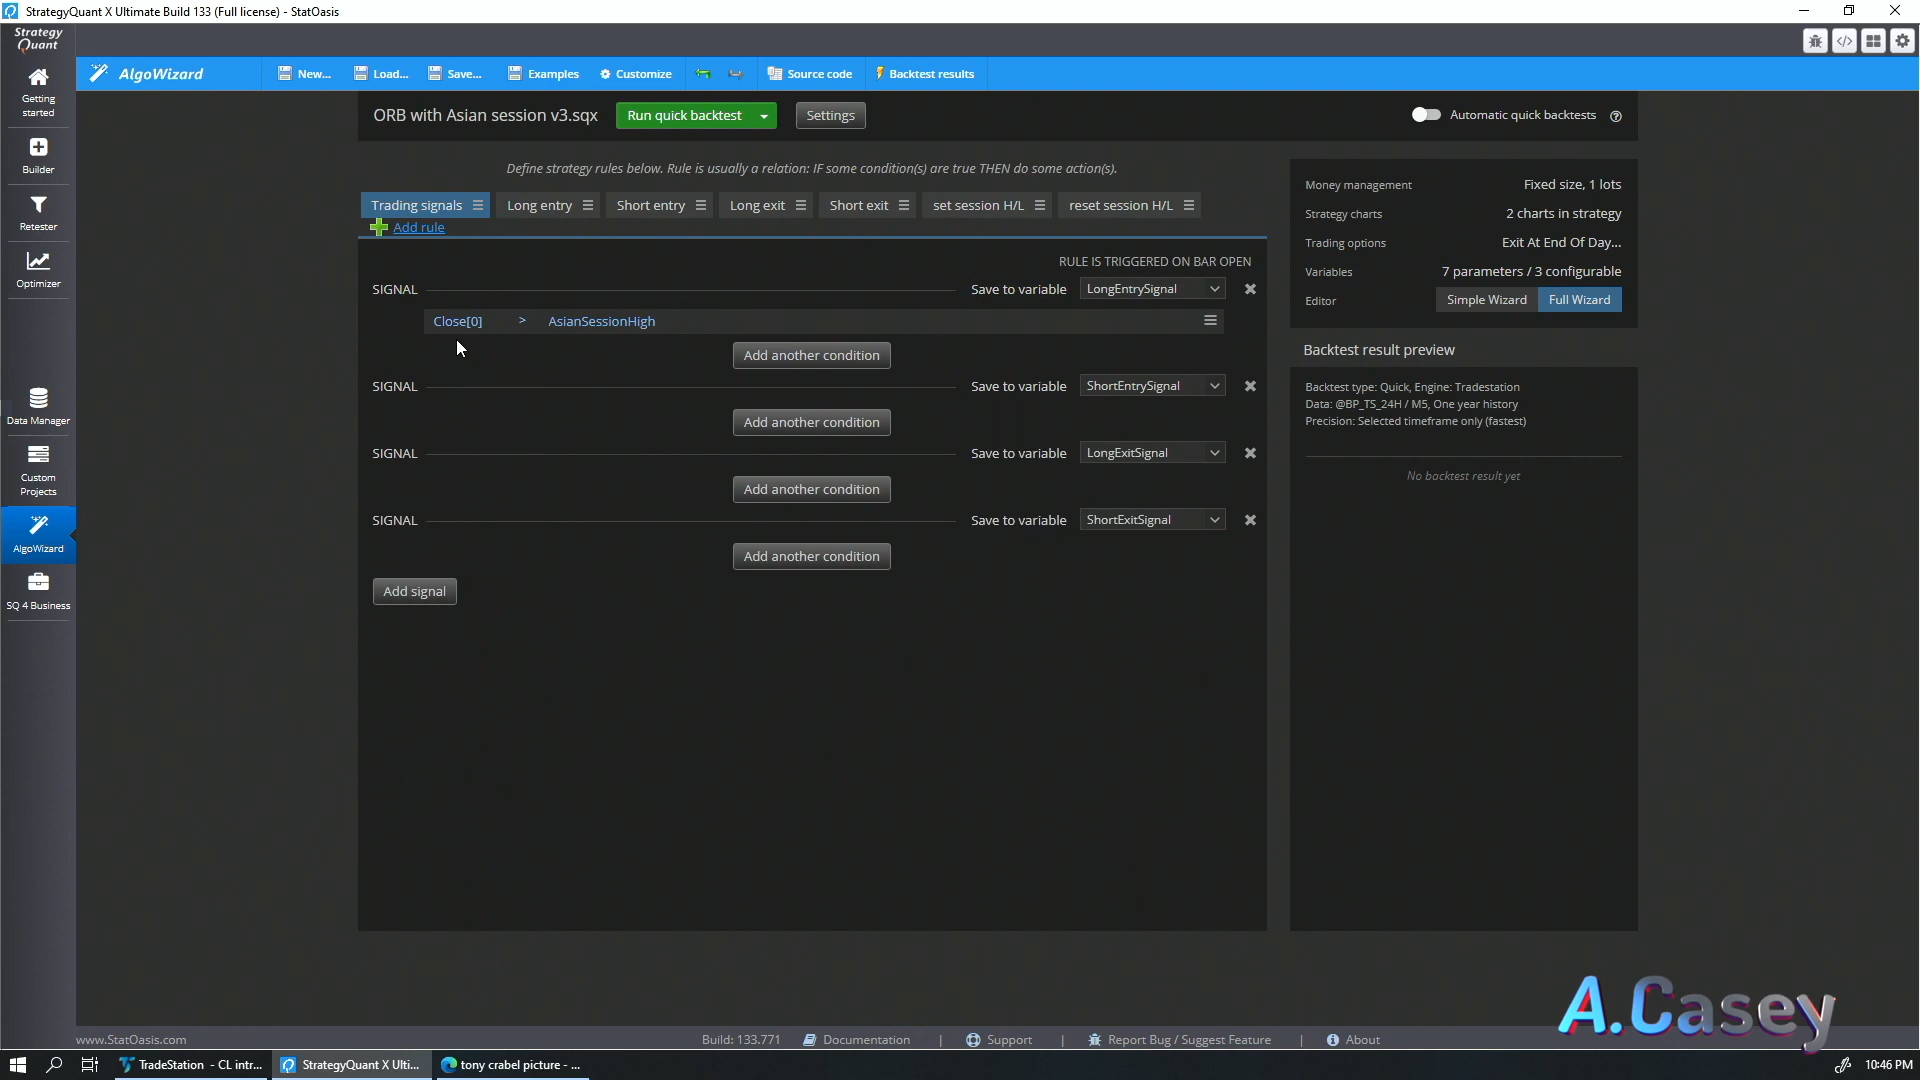 StrategyQuant X Ultimate Build 133 (Full license) - StatOasis
Strategy
Quant
AlgoWizard
New...
Load...
Save...
Examples
Customize
Source code
Backtest results
Getting
started
Builder
Retester
Optimizer
Data Manager
Custom
Projects
AlgoWizard
SQ 4 Business
ORB with Asian session v3.sqx
Run quick backtest
Settings
Automatic quick backtests
Define strategy rules below. Rule is usually a relation: IF some condition(s) are true THEN do some action(s).
Trading signals
Long entry
Short entry
Long exit
Short exit
set session H/L
reset session H/L
Add rule
RULE IS TRIGGERED ON BAR OPEN
SIGNAL Save to variable LongEntrySignal
Close[0] > AsianSessionHigh
Add another condition
SIGNAL Save to variable ShortEntrySignal
Add another condition
SIGNAL Save to variable LongExitSignal
Add another condition
SIGNAL Save to variable ShortExitSignal
Add another condition
Add signal
Money management Fixed size, 1 lots
Strategy charts 2 charts in strategy
Trading options Exit At End Of Day...
Variables 7 parameters / 3 configurable
Editor Simple Wizard Full Wizard
Backtest result preview
Backtest type: Quick, Engine: Tradestation
Data: @BP_TS_24H / M5, One year history
Precision: Selected timeframe only (fastest)
No backtest result yet
A.Casey
www.StatOasis.com
Build: 133.771
Documentation
Support
Report Bug / Suggest Feature
About
TradeStation - CL intr...
StrategyQuant X Ulti...
tony crabel picture - ...
10:46 PM